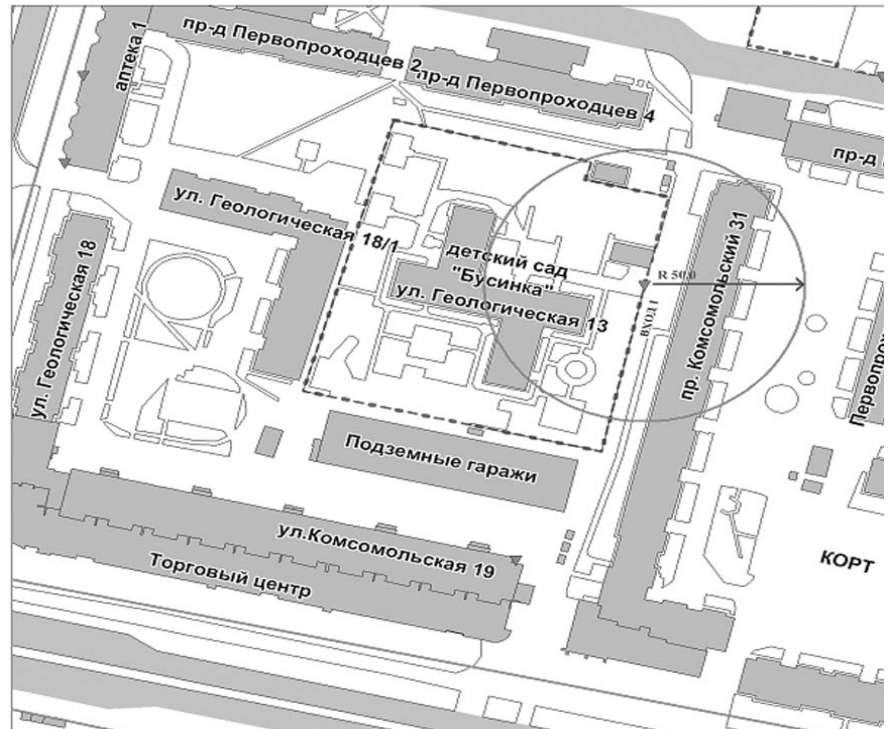 аптека 1
пр-д Первопроходцев 2
пр-д Первопроходцев 4
пр-д
ул. Геологическая 18/1
ул. Геологическая 18
детский сад
"Бусинка"
ул. Геологическая 13
R 50,0
ВХОД 1
пр. Комсомольский 31
Подземные гаражи
ул.Комсомольская 19
Торговый центр
КОРТ